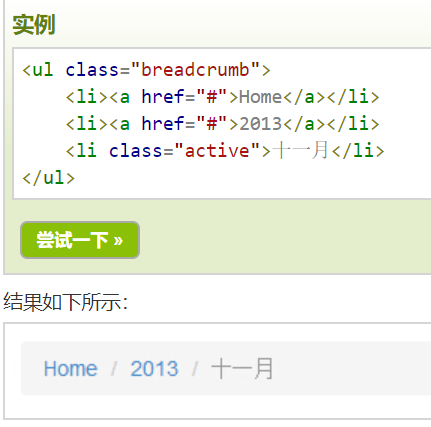 实例
<ul class="breadcrumb">
    <li><a href="#">Home</a></li>
    <li><a href="#">2013</a></li>
    <li class="active">十一月</li>
</ul>
尝试一下 »
结果如下所示：
Home / 2013 / 十一月